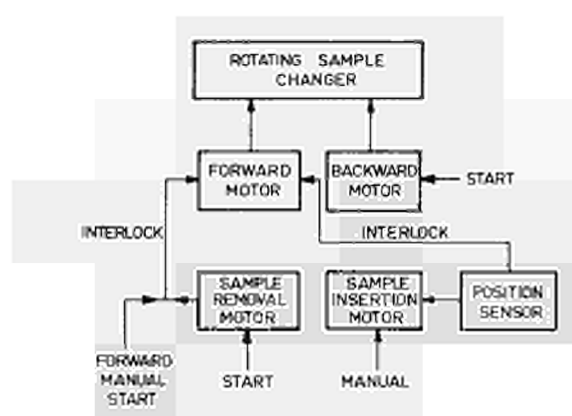 ROTATING SAMPLE
CHANGER
FORWARD
MOTOR
BACKWARD
MOTOR
START
INTERLOCK
INTERLOCK
SAMPLE
REMOVAL
MOTOR
SAMPLE
INSERTION
MOTOR
POSITION
SENSOR
FORWARD
MANUAL
START
START
MANUAL